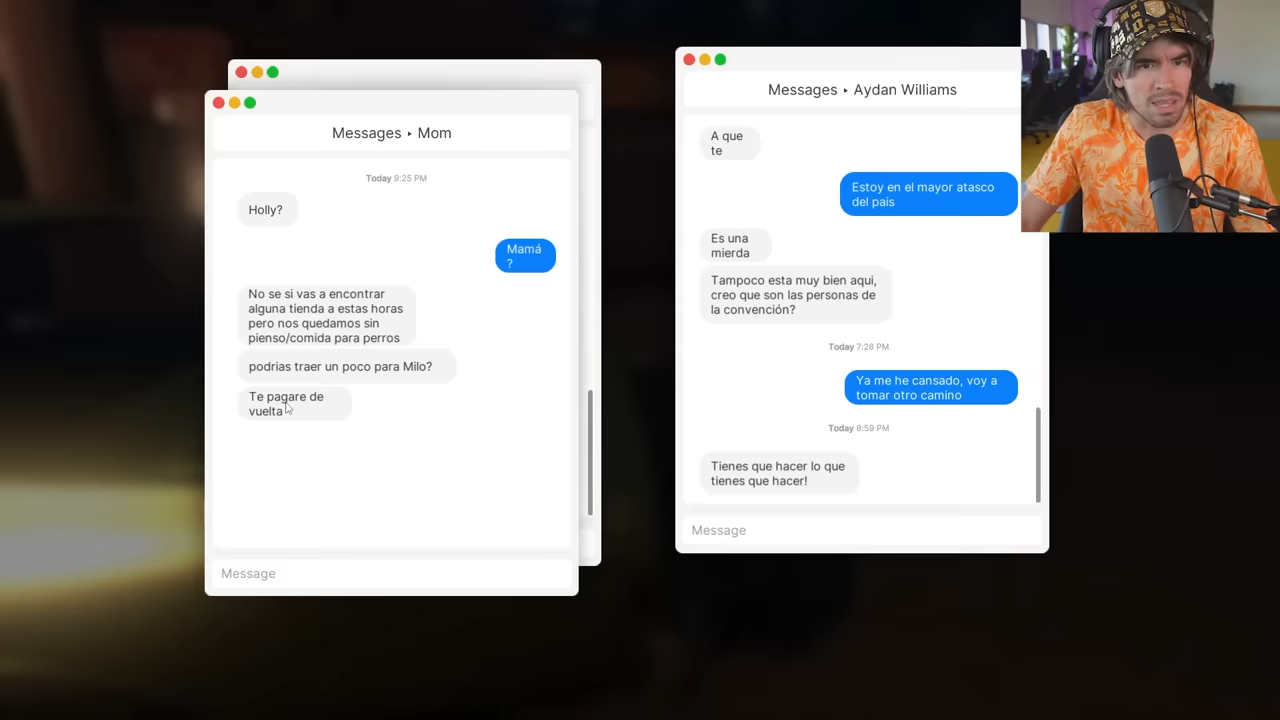 Messages ▸ Mom
Today 9:25 PM
Holly?
Mamá
?
No se si vas a encontrar
alguna tienda a estas horas
pero nos quedamos sin
pienso/comida para perros
podrias traer un poco para Milo?
Te pagare de
vuelta
Message
Messages ▸ Aydan Williams
A que
te
Estoy en el mayor atasco
del pais
Es una
mierda
Tampoco esta muy bien aqui,
creo que son las personas de
la convención?
Today 7:28 PM
Ya me he cansado, voy a
tomar otro camino
Today 8:59 PM
Tienes que hacer lo que
tienes que hacer!
Message